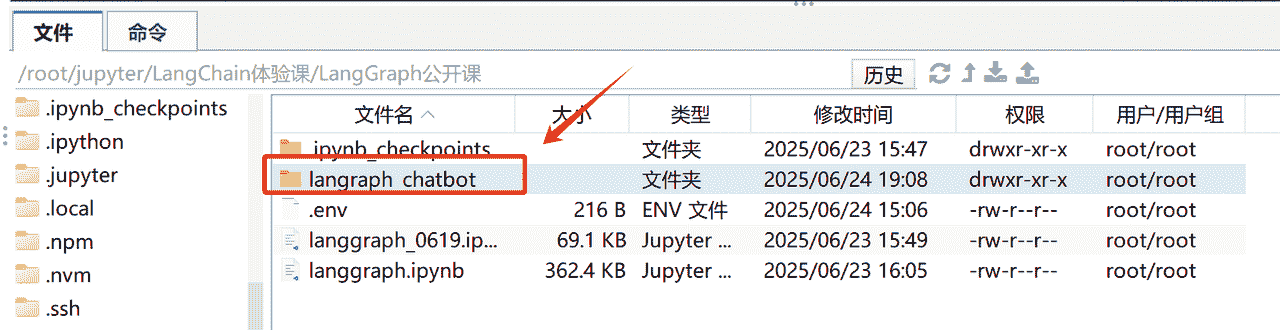 文件 命令
/root/jupyter/LangChain体验课/LangGraph公开课 历史
.ipynb_checkpoints
.ipython
.jupyter
.local
.npm
.nvm
.ssh
文件名 大小 类型 修改时间 权限 用户/用户组
.ipynb_checkpoints 文件夹 2025/06/23 15:47 drwxr-xr-x root/root
langraph_chatbot 文件夹 2025/06/24 19:08 drwxr-xr-x root/root
.env 216 B ENV 文件 2025/06/24 15:06 -rw-r--r-- root/root
langgraph_0619.ip... 69.1 KB Jupyter ... 2025/06/23 15:49 -rw-r--r-- root/root
langgraph.ipynb 362.4 KB Jupyter ... 2025/06/23 16:05 -rw-r--r-- root/root